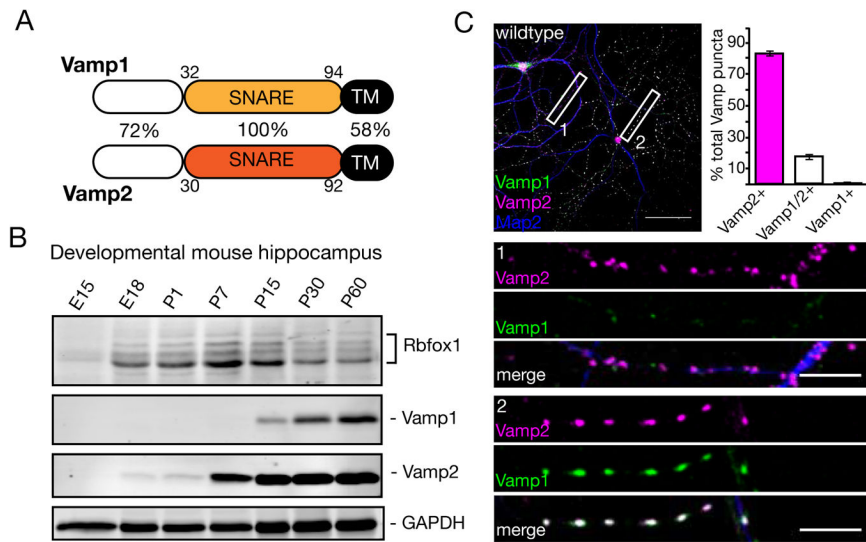 A
Vamp1
32
94
SNARE
TM
72%
100%
58%
SNARE
TM
Vamp2
30
92
B
Developmental mouse hippocampus
E15
E18
P1
P7
P15
P30
P60
Rbfox1
- Vamp1
- Vamp2
- GAPDH
C
wildtype
1
2
Vamp1
Vamp2
Map2
% total Vamp puncta
90
70
50
30
10
Vamp2+
Vamp1/2+
Vamp1+
1
Vamp2
Vamp1
merge
2
Vamp2
Vamp1
merge